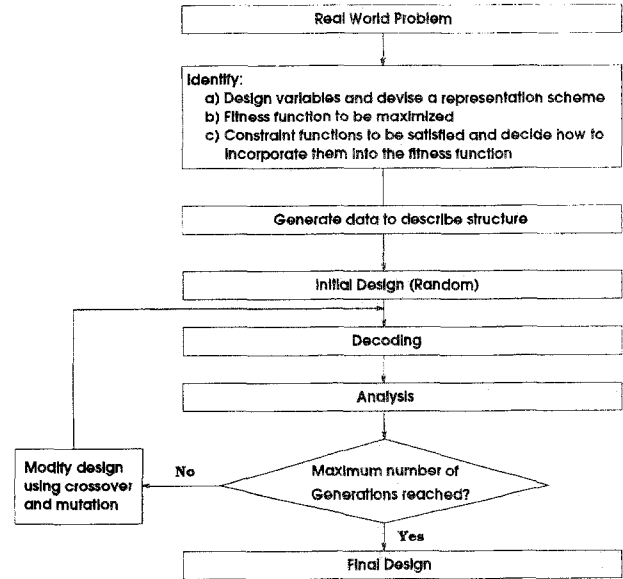 Real World Problem
Identify:
a) Design variables and devise a representation scheme
b) Fitness function to be maximized
c) Constraint functions to be satisfied and decide how to
incorporate them into the fitness function
Generate data to describe structure
Initial Design (Random)
Decoding
Analysis
Maximum number of
Generations reached?
No
Modify design
using crossover
and mutation
Yes
Final Design